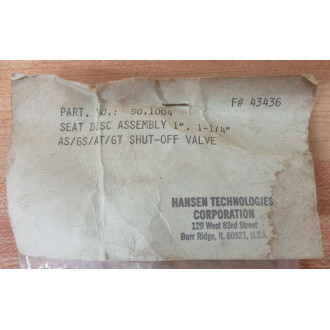 F# 43436
PART. NO.: 50.1004
SEAT DISC ASSEMBLY 1". 1-1/4"
AS/GS/AT/GT SHUT-OFF VALVE
HANSEN TECHNOLOGIES
CORPORATION
129 West 83rd Street
Burr Ridge, IL 60521, U.S.A.